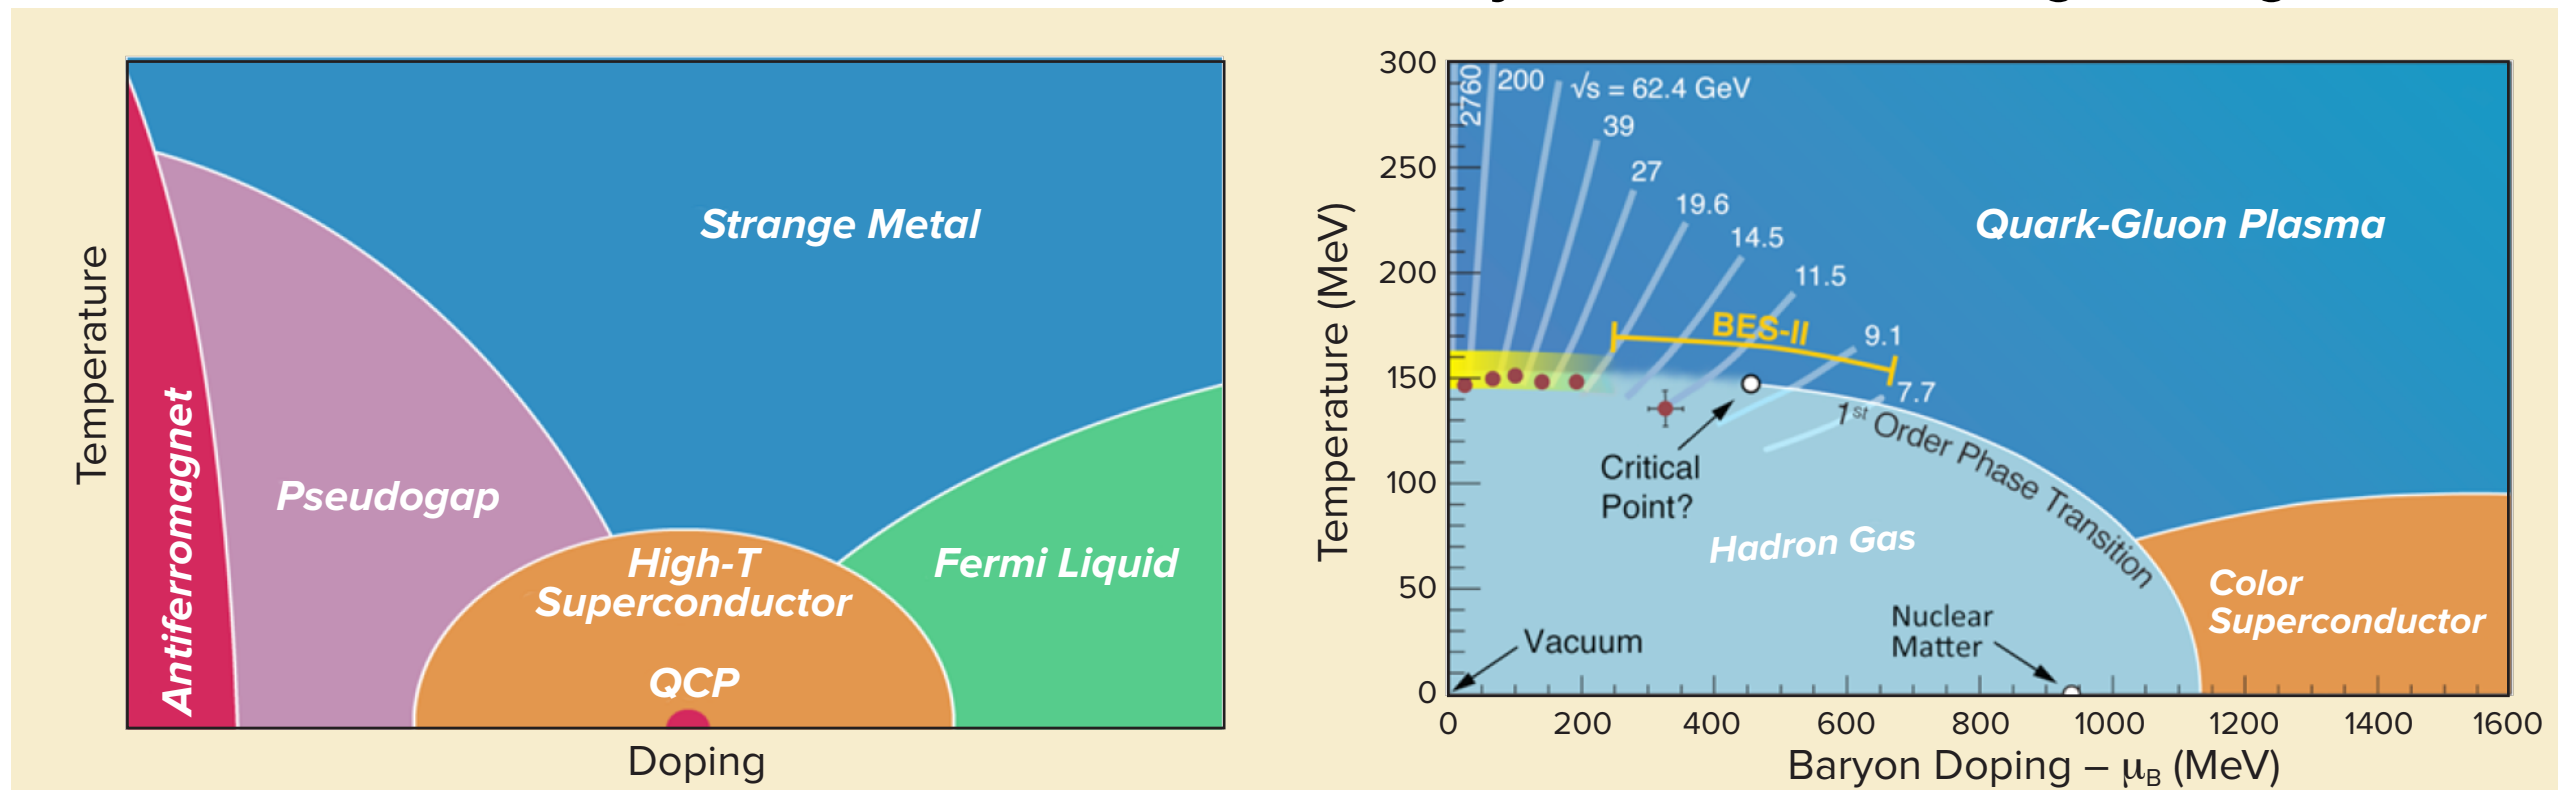 Temperature
Antiferromagnet
Pseudogap
Strange Metal
High-T
Superconductor
QCP
Fermi Liquid
Doping
Temperature (MeV)
300
250
200
150
100
50
0
2760
200
√s = 62.4 GeV
39
27
19.6
14.5
11.5
9.1
7.7
BES-II
Quark-Gluon Plasma
Critical
Point?
1st Order Phase Transition
Hadron Gas
Vacuum
Nuclear
Matter
Color
Superconductor
0 200 400 600 800 1000 1200 1400 1600
Baryon Doping – μB (MeV)